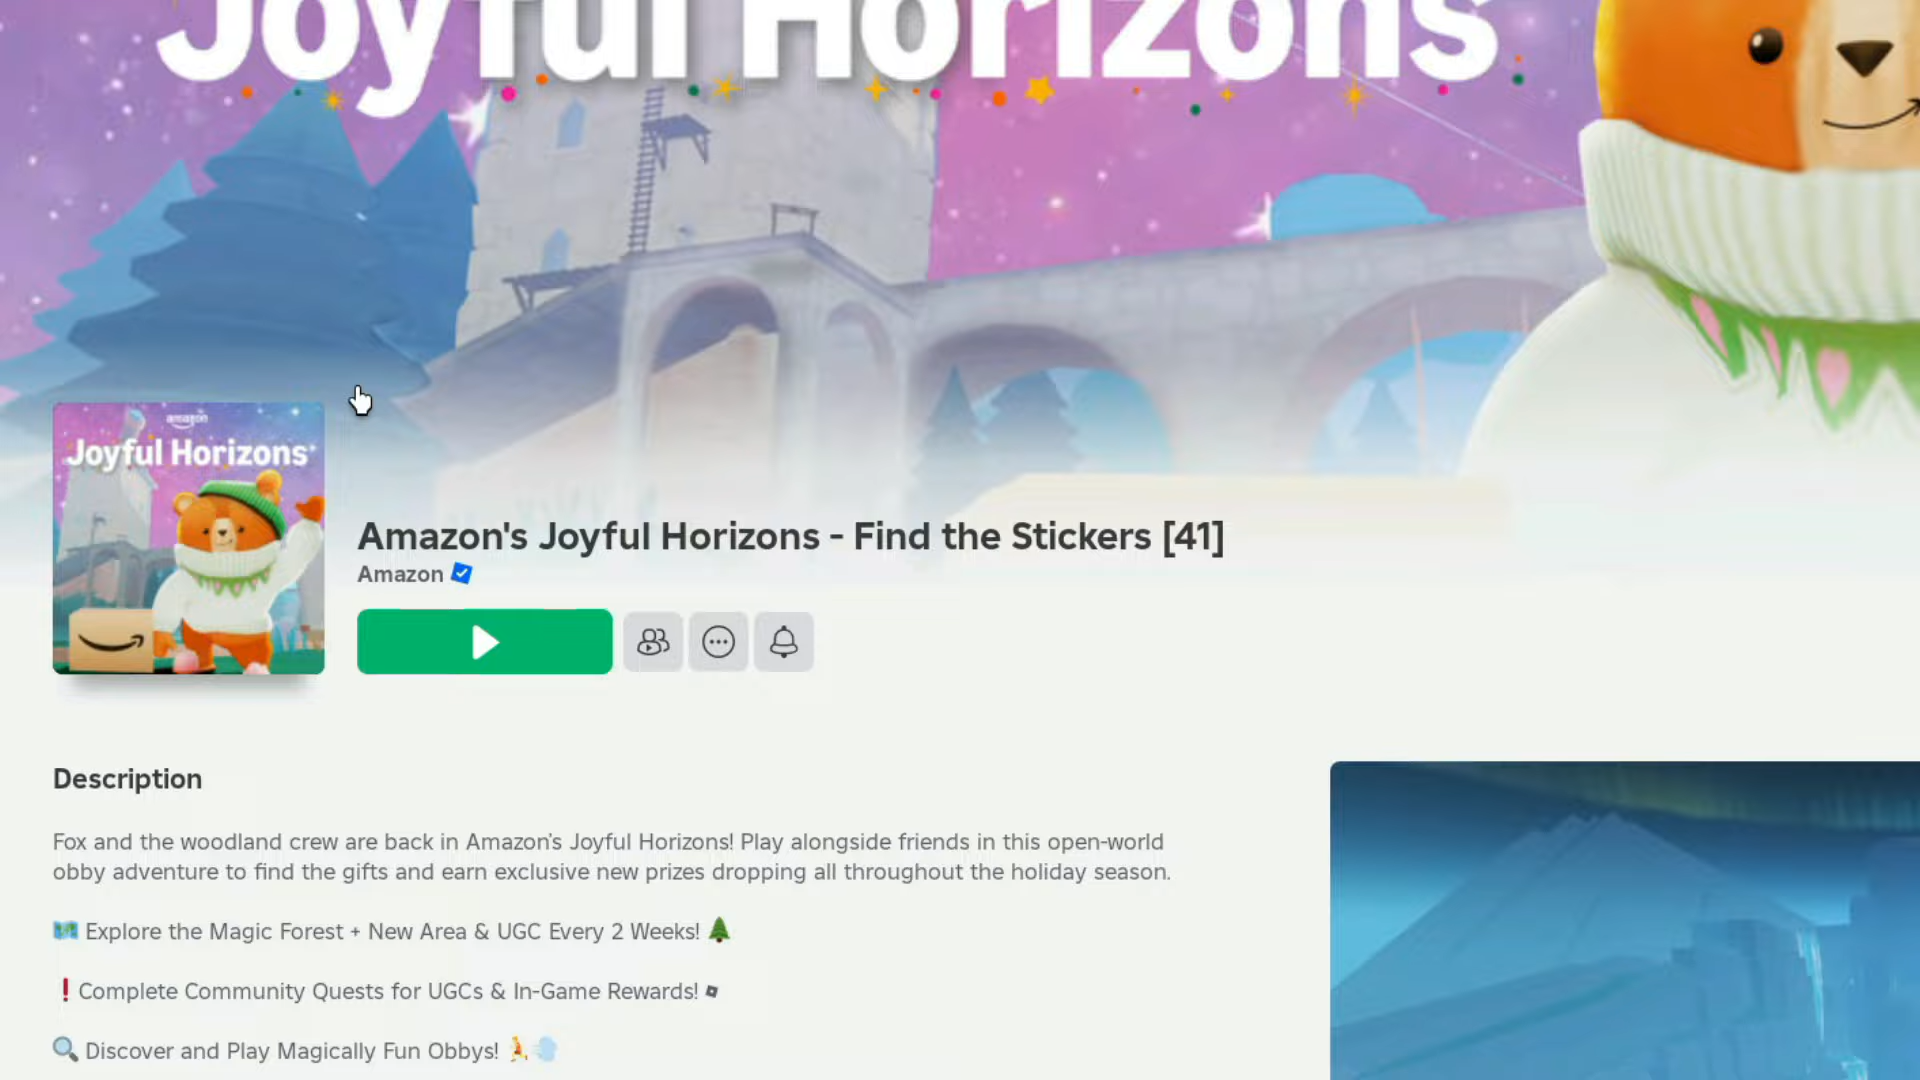 Joyful Horizons
amazon
Joyful Horizons
Amazon's Joyful Horizons - Find the Stickers [41]
Amazon
Description
Fox and the woodland crew are back in Amazon's Joyful Horizons! Play alongside friends in this open-world
obby adventure to find the gifts and earn exclusive new prizes dropping all throughout the holiday season.
🗺️ Explore the Magic Forest + New Area & UGC Every 2 Weeks! 🌲
❗Complete Community Quests for UGCs & In-Game Rewards!
🔍 Discover and Play Magically Fun Obbys! 🏃💨